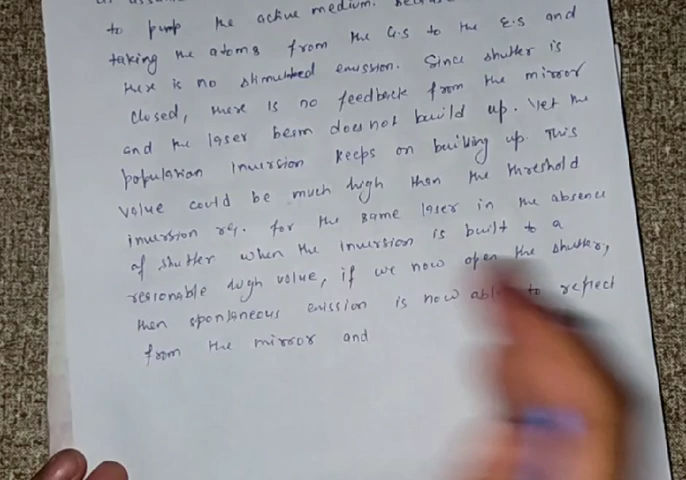 to pump the active medium.
taking the atoms from the G.S to the E.S and
there is no stimulated emission. Since shutter is
closed, there is no feedback from the mirror
and the laser beam does not build up. Yet the
population inversion keeps on builing up. This
value could be much high then the threshold
inversion req. for the same laser in the absence
of shutter when the inversion is built to a
resionable high value, if we now open the shutter,
then spontaneous emission is now able to reflect
from the mirror and